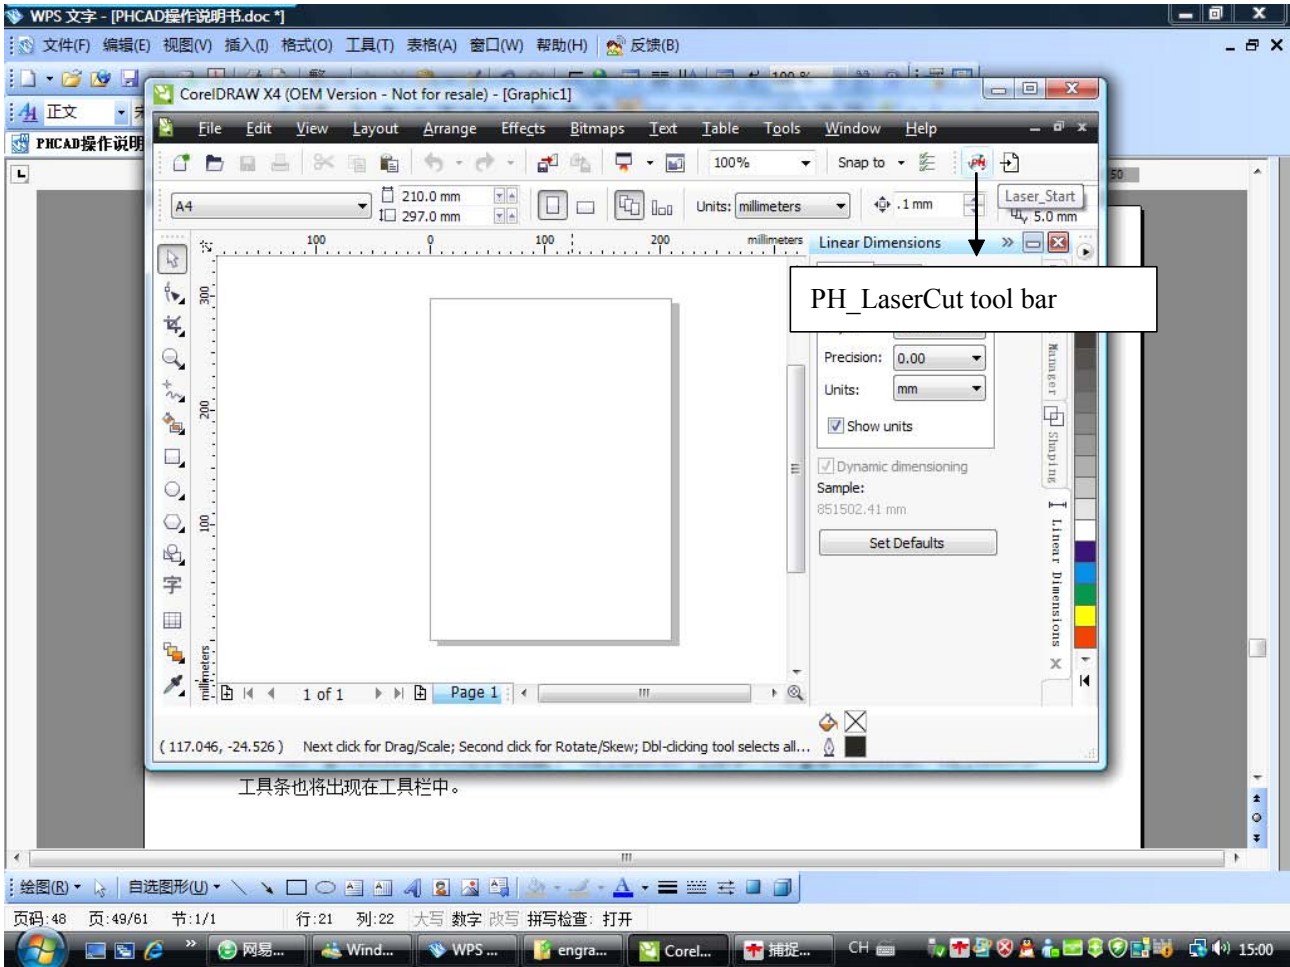 WPS 文字 - [PHCAD操作说明书.doc *]
文件(F) 编辑(E) 视图(V) 插入(I) 格式(O) 工具(T) 表格(A) 窗口(W) 帮助(H) 反馈(B)
正文
PHCAD操作说明
CorelDRAW X4 (OEM Version - Not for resale) - [Graphic1]
File Edit View Layout Arrange Effects Bitmaps Text Table Tools Window Help
100% Snap to
A4 210.0 mm 297.0 mm Units: millimeters .1 mm 5.0 mm
Laser_Start
100 0 100 200 millimeters
Linear Dimensions
PH_LaserCut tool bar
300
200
100
millimeters
Precision: 0.00
Units: mm
Show units
Dynamic dimensioning
Sample:
851502.41 mm
Set Defaults
Manager
Shaping
Linear Dimensions
字
1 of 1 Page 1
( 117.046, -24.526 ) Next click for Drag/Scale; Second click for Rotate/Skew; Dbl-clicking tool selects all...
工具条也将出现在工具栏中。
绘图(R) 自选图形(U)
页码:48 页:49/61 节:1/1 行:21 列:22 大写 数字 改写 拼写检查: 打开
网易... Wind... WPS ... engra... Corel... 捕捉... CH 15:00